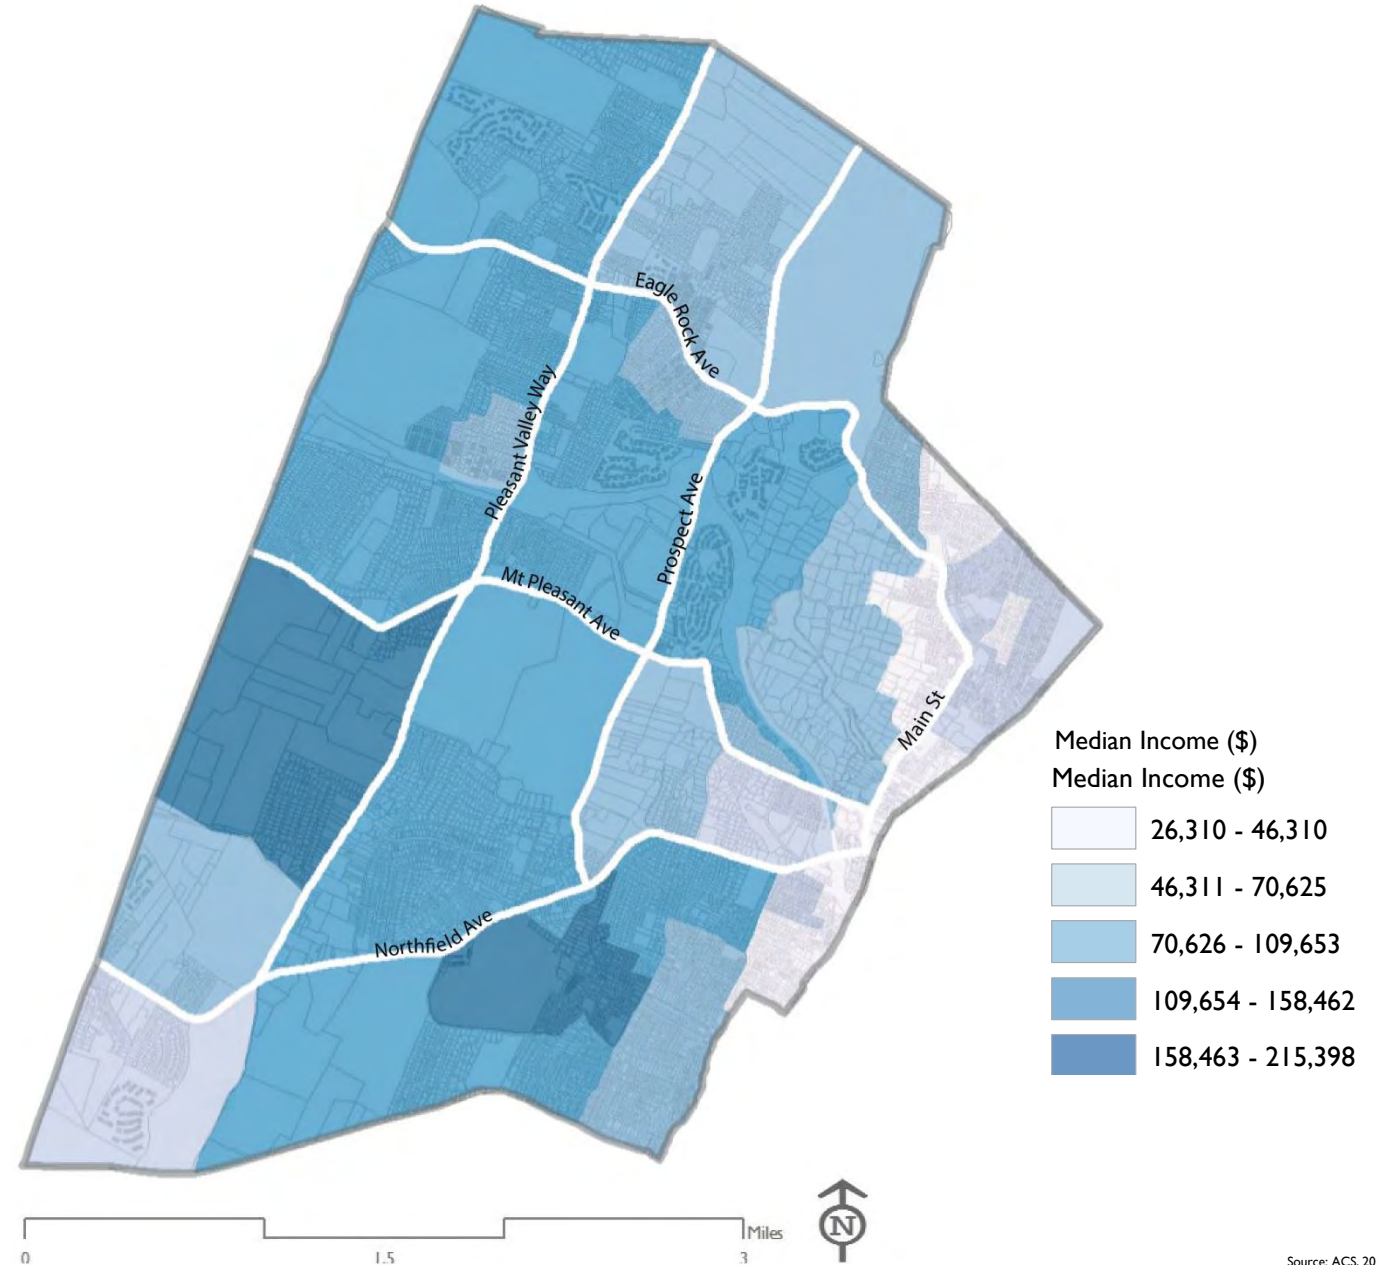 Eagle Rock Ave
Pleasant Valley Way
Prospect Ave
Mt Pleasant Ave
Main St
Northfield Ave
Median Income ($)
Median Income ($)
26,310 - 46,310
46,311 - 70,625
70,626 - 109,653
109,654 - 158,462
158,463 - 215,398
Miles
0 1.5 3
N
Source: ACS, 20